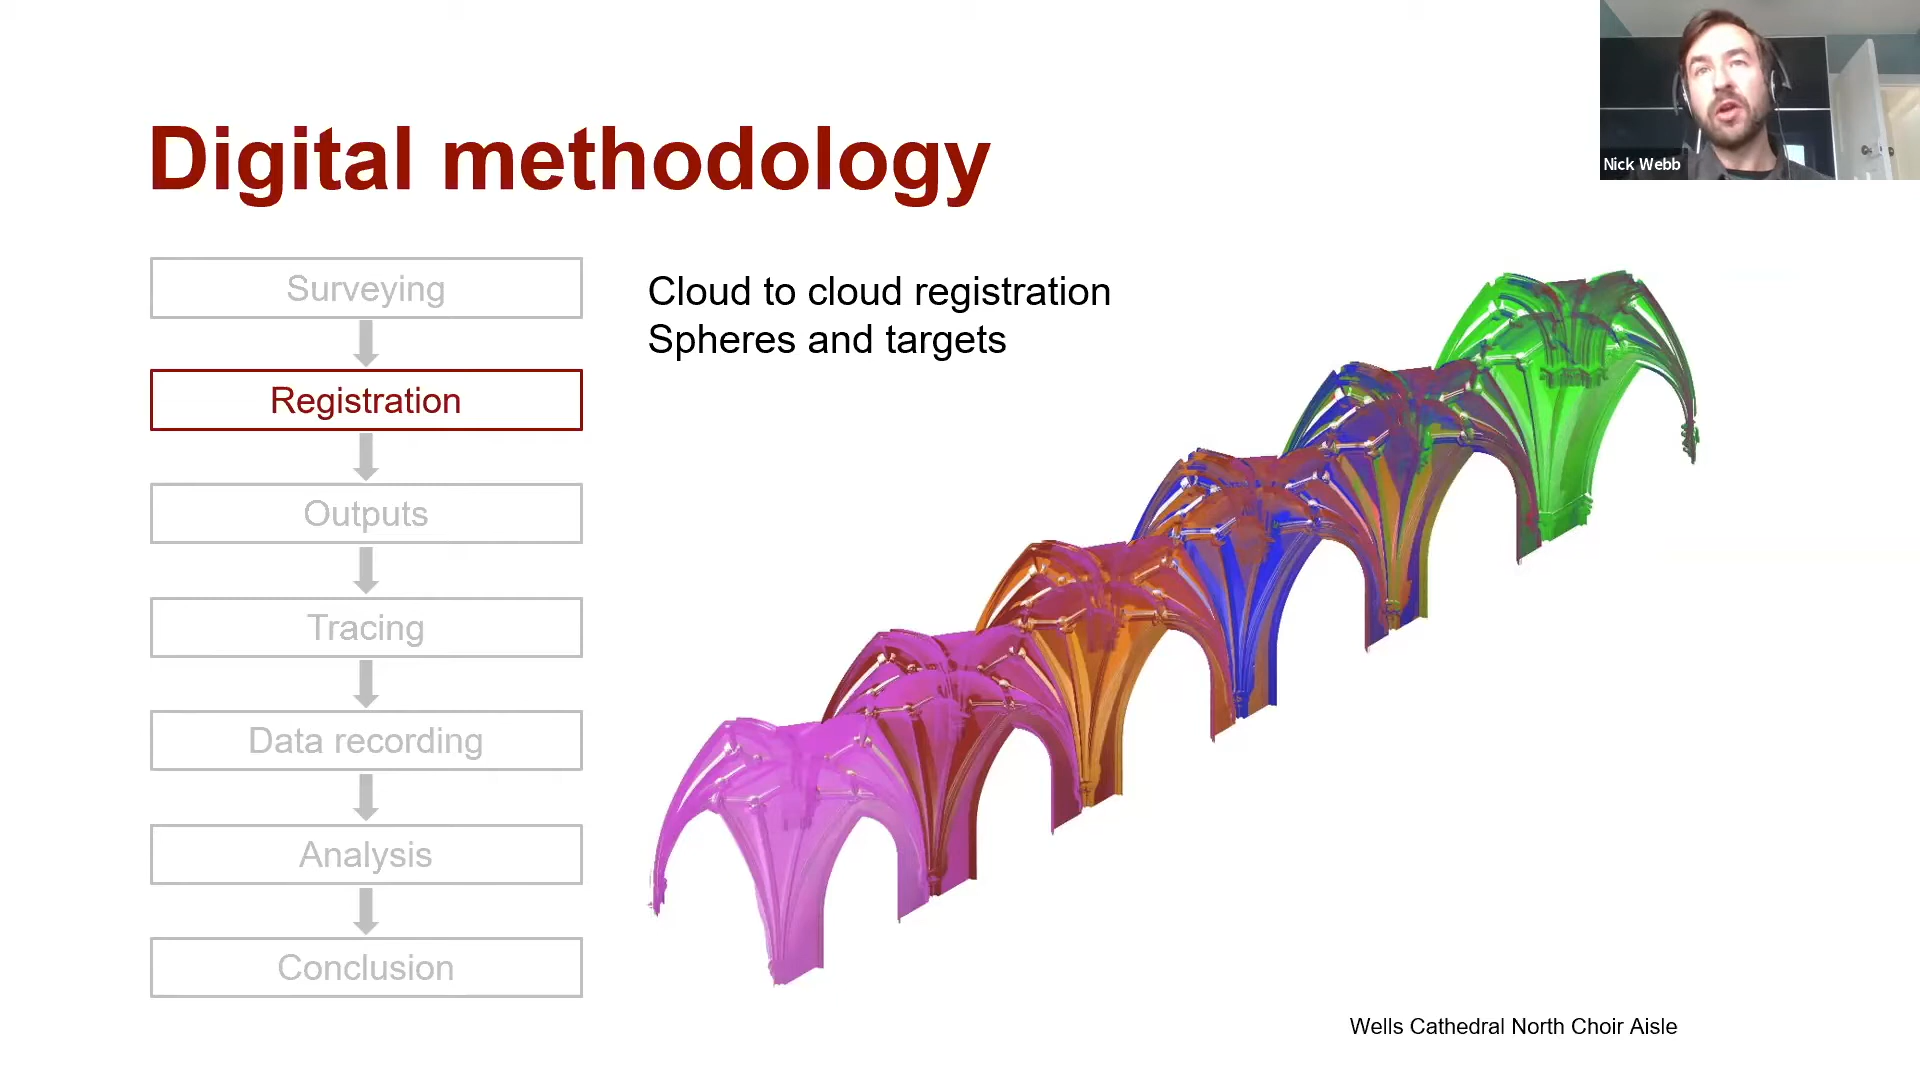 Nick Webb
Digital methodology
Surveying
Registration
Outputs
Tracing
Data recording
Analysis
Conclusion
Cloud to cloud registration
Spheres and targets
Wells Cathedral North Choir Aisle